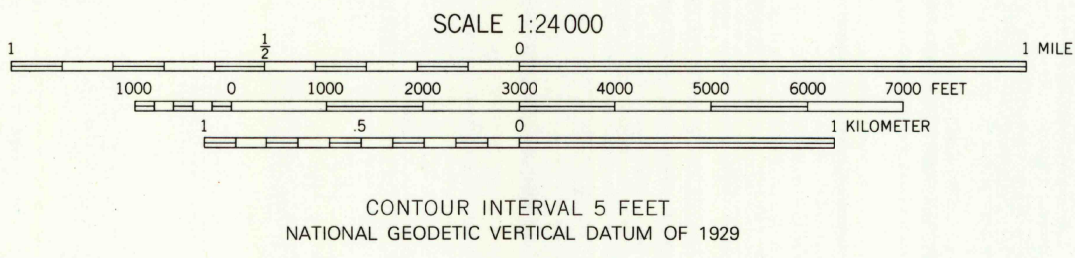 SCALE 1:24 000
1 ½ 0 1 MILE
1000 0 1000 2000 3000 4000 5000 6000 7000 FEET
1 .5 0 1 KILOMETER
CONTOUR INTERVAL 5 FEET
NATIONAL GEODETIC VERTICAL DATUM OF 1929